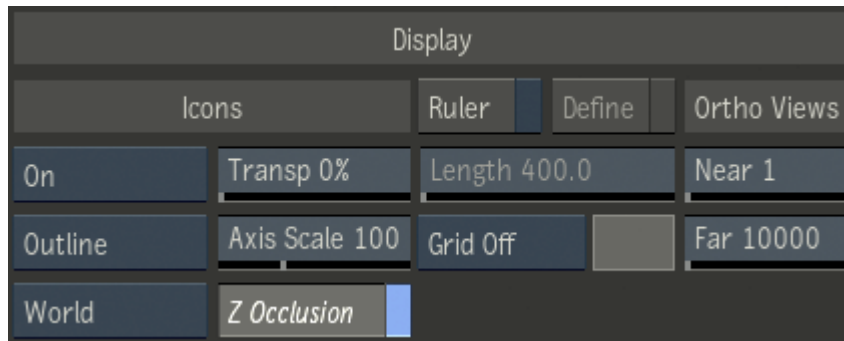 Display
Icons Ruler Define Ortho Views
On Transp 0% Length 400.0 Near 1
Outline Axis Scale 100 Grid Off Far 10000
World Z Occlusion